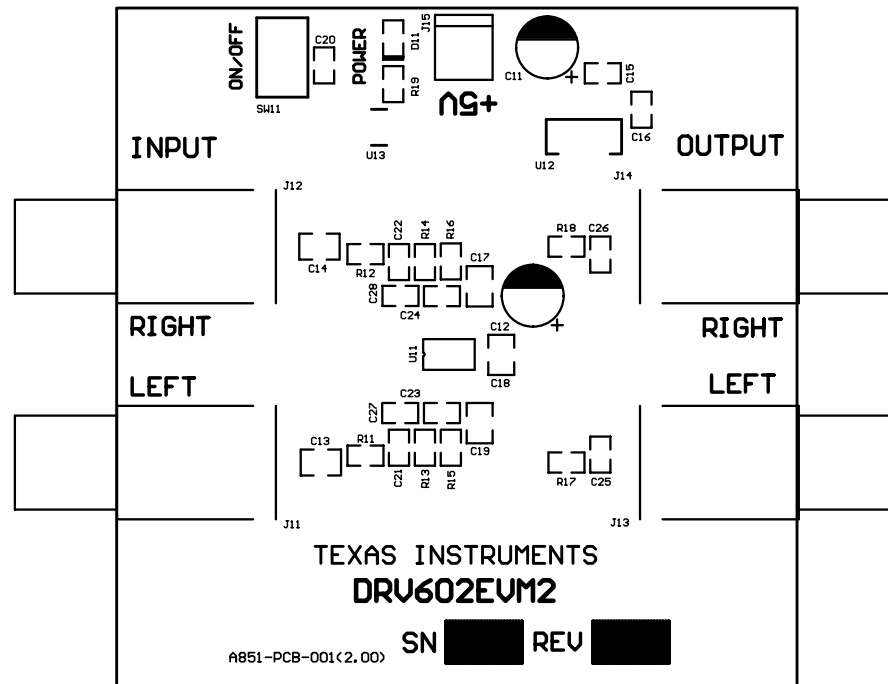 ON/OFF
SW11
C20
POWER
D11
R19
J15
+5V
C11
C15
C16
U13
U12
INPUT
OUTPUT
J12
J14
C14
R12
C22
R14
R16
C17
R18
C26
C28
C24
RIGHT
RIGHT
U11
C12
C18
LEFT
LEFT
C27
C23
C13
R11
C21
R13
R15
C19
R17
C25
J11
J13
TEXAS INSTRUMENTS
DRV602EVM2
SN
REV
A851-PCB-001(2.00)